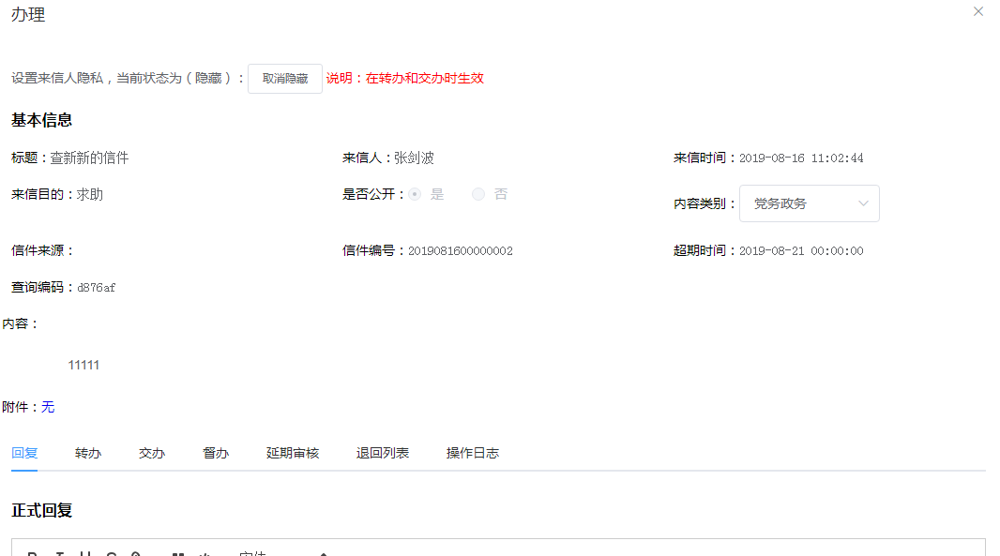 办理
设置来信人隐私，当前状态为（隐藏）： 取消隐藏 说明：在转办和交办时生效
基本信息
标题：查新新的信件 来信人：张剑波 来信时间：2019-08-16 11:02:44
来信目的：求助 是否公开： 是 否 内容类别： 党务政务
信件来源： 信件编号：2019081600000002 超期时间：2019-08-21 00:00:00
查询编码：d876af
内容：
11111
附件：无
回复 转办 交办 督办 延期审核 退回列表 操作日志
正式回复